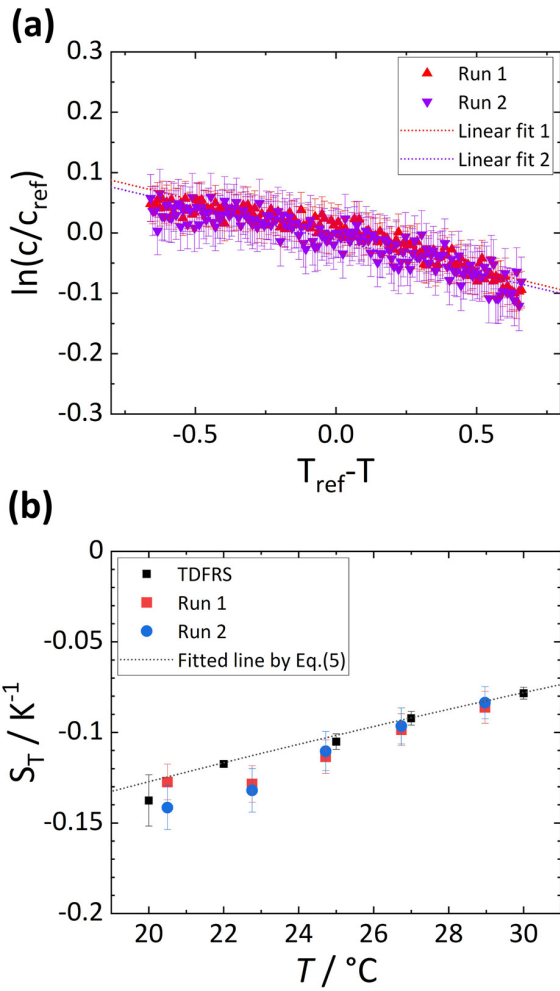 (a)
0.3
0.2
0.1
0.0
-0.1
-0.2
-0.3
ln(c/c_ref)
Run 1
Run 2
Linear fit 1
Linear fit 2
-0.5 0.0 0.5
T_ref-T
(b)
0
-0.05
-0.1
-0.15
-0.2
S_T / K^-1
TDFRS
Run 1
Run 2
Fitted line by Eq.(5)
20 22 24 26 28 30
T / °C